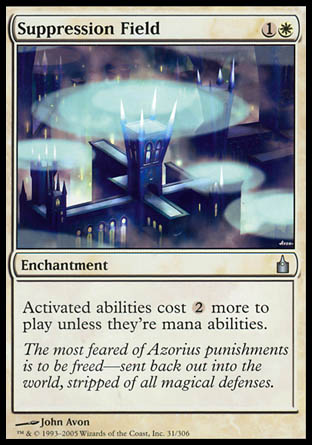 Suppression Field 1
Enchantment
Activated abilities cost 2 more to
play unless they're mana abilities.
The most feared of Azorius punishments
is to be freed—sent back out into the
world, stripped of all magical defenses.
John Avon
™ & © 1993–2005 Wizards of the Coast, Inc. 31/306